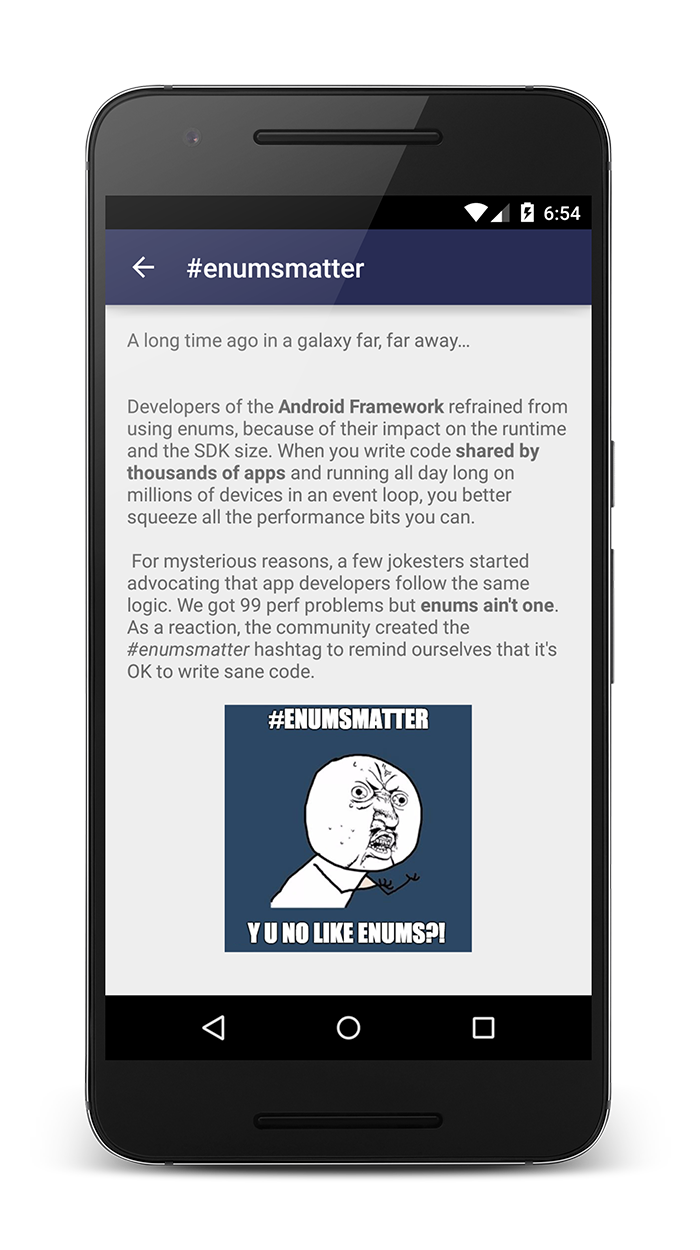 6:54
#enumsmatter
A long time ago in a galaxy far, far away…
Developers of the Android Framework refrained from
using enums, because of their impact on the runtime
and the SDK size. When you write code shared by
thousands of apps and running all day long on
millions of devices in an event loop, you better
squeeze all the performance bits you can.
For mysterious reasons, a few jokesters started
advocating that app developers follow the same
logic. We got 99 perf problems but enums ain't one.
As a reaction, the community created the
#enumsmatter hashtag to remind ourselves that it's
OK to write sane code.
#ENUMSMATTER
Y U NO LIKE ENUMS?!